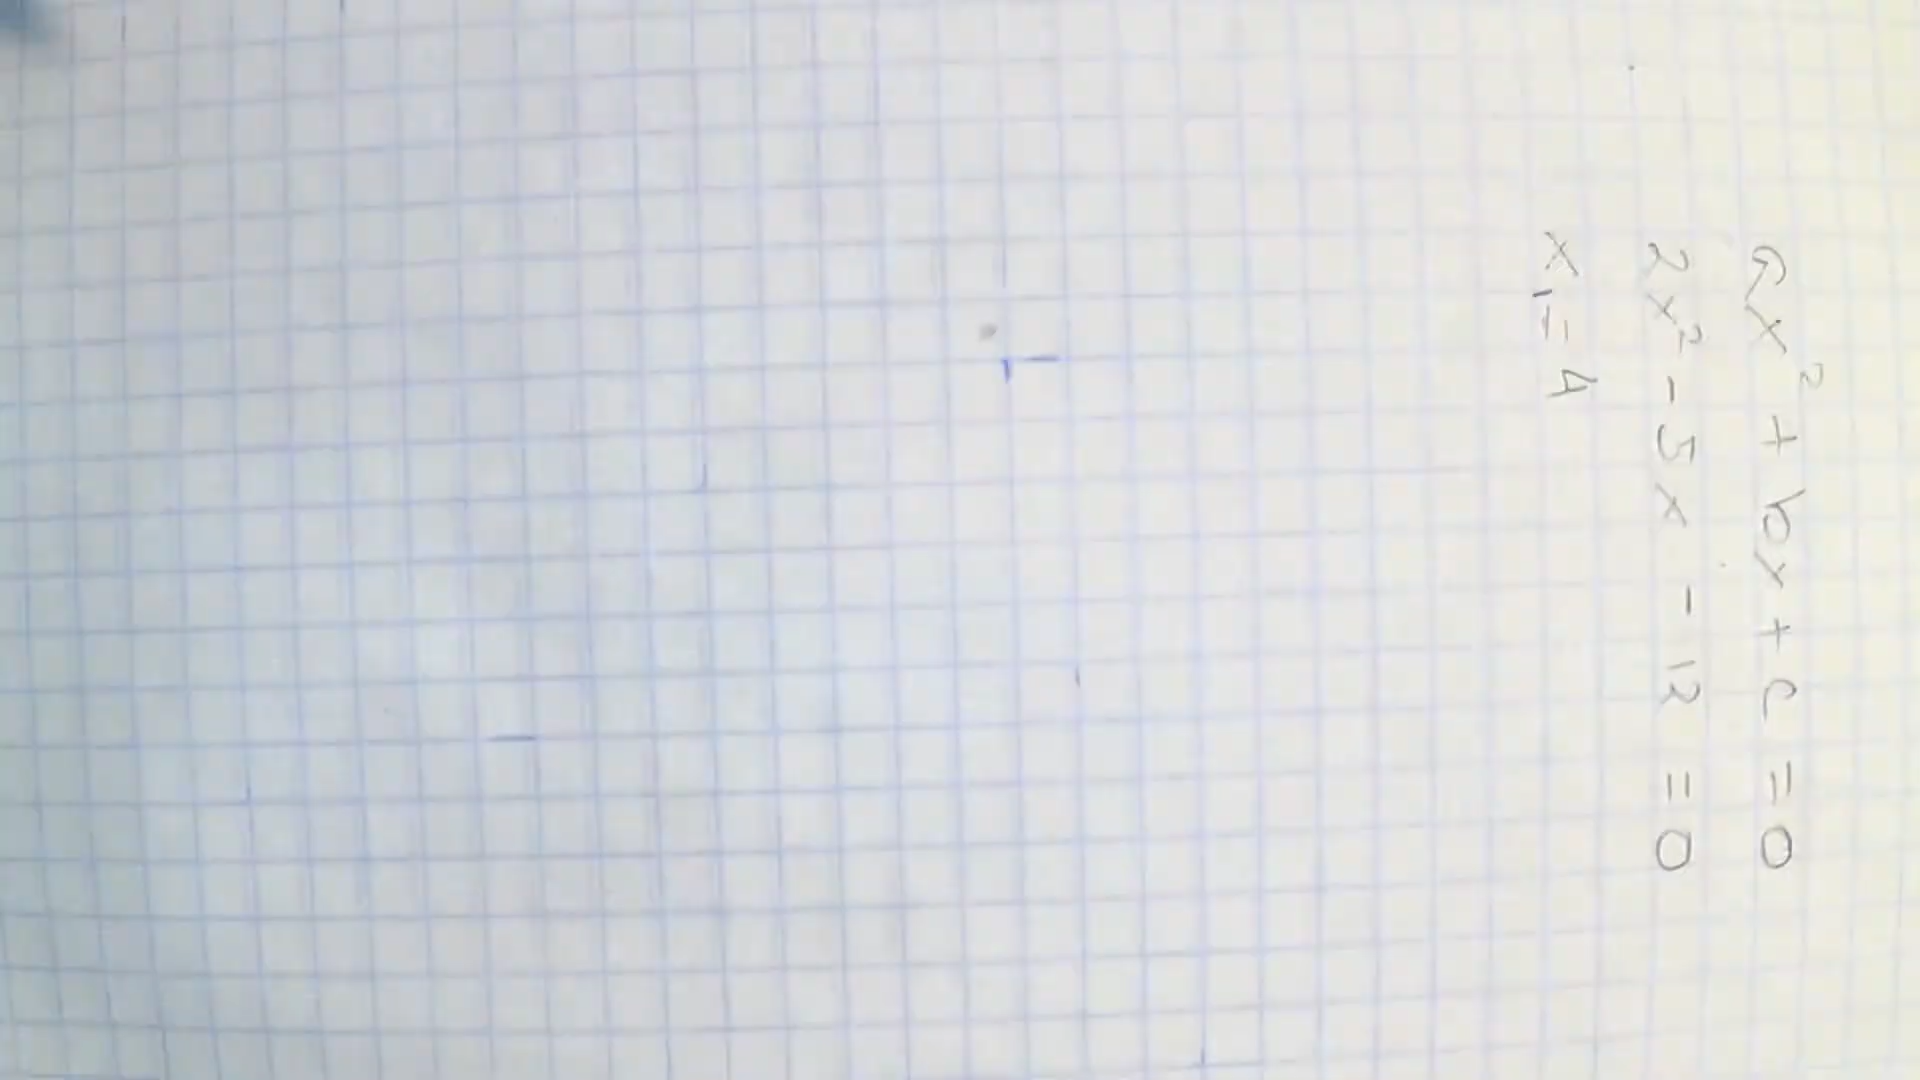 ax² + bx + c = 0
2x² - 5x - 12 = 0
x₁ = 4